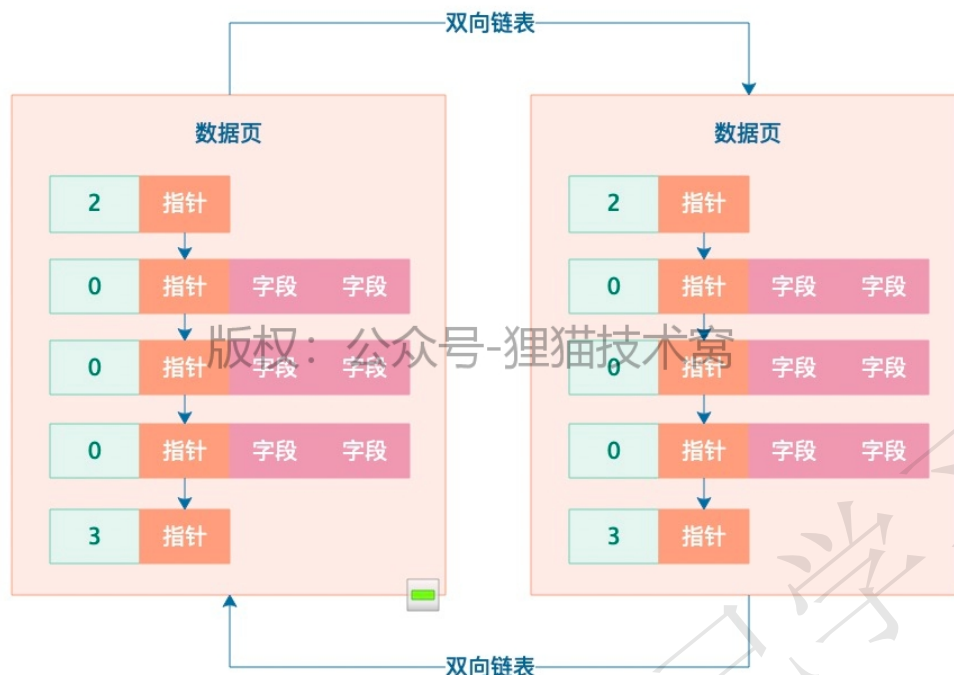 双向链表
数据页 数据页
2 指针 2 指针
0 指针 字段 字段 0 指针 字段 字段
版权：公众号-狸猫技术窝
0 指针 字段 字段 0 指针 字段 字段
0 指针 字段 字段 0 指针 字段 字段
3 指针 3 指针
学
双向链表